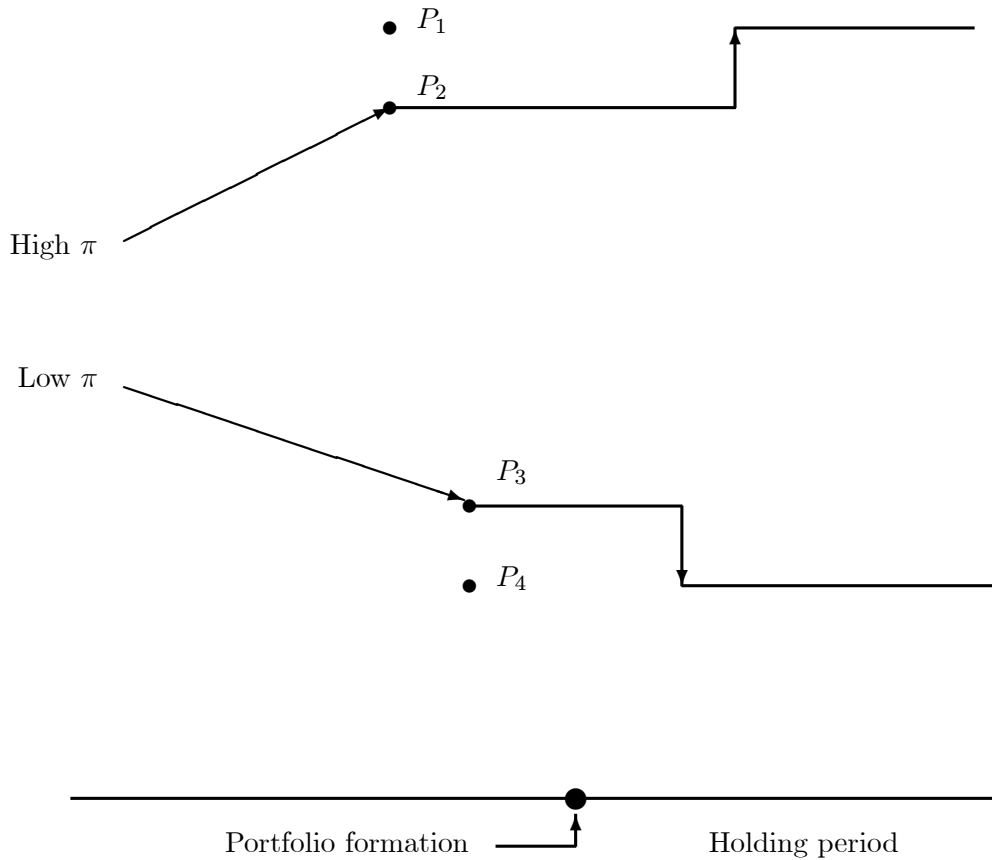 P₁
P₂
High π
Low π
P₃
P₄
Portfolio formation
Holding period